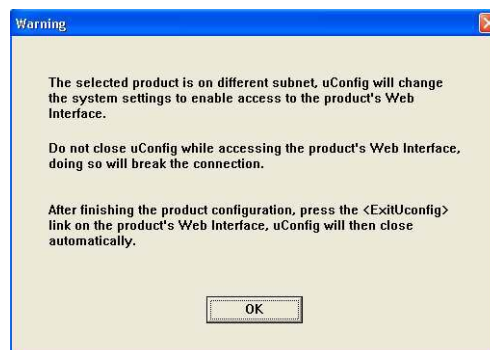 Warning
The selected product is on different subnet, uConfig will change
the system settings to enable access to the product's Web
Interface.
Do not close uConfig while accessing the product's Web Interface,
doing so will break the connection.
After finishing the product configuration, press the <ExitUconfig>
link on the product's Web Interface, uConfig will then close
automatically.
OK